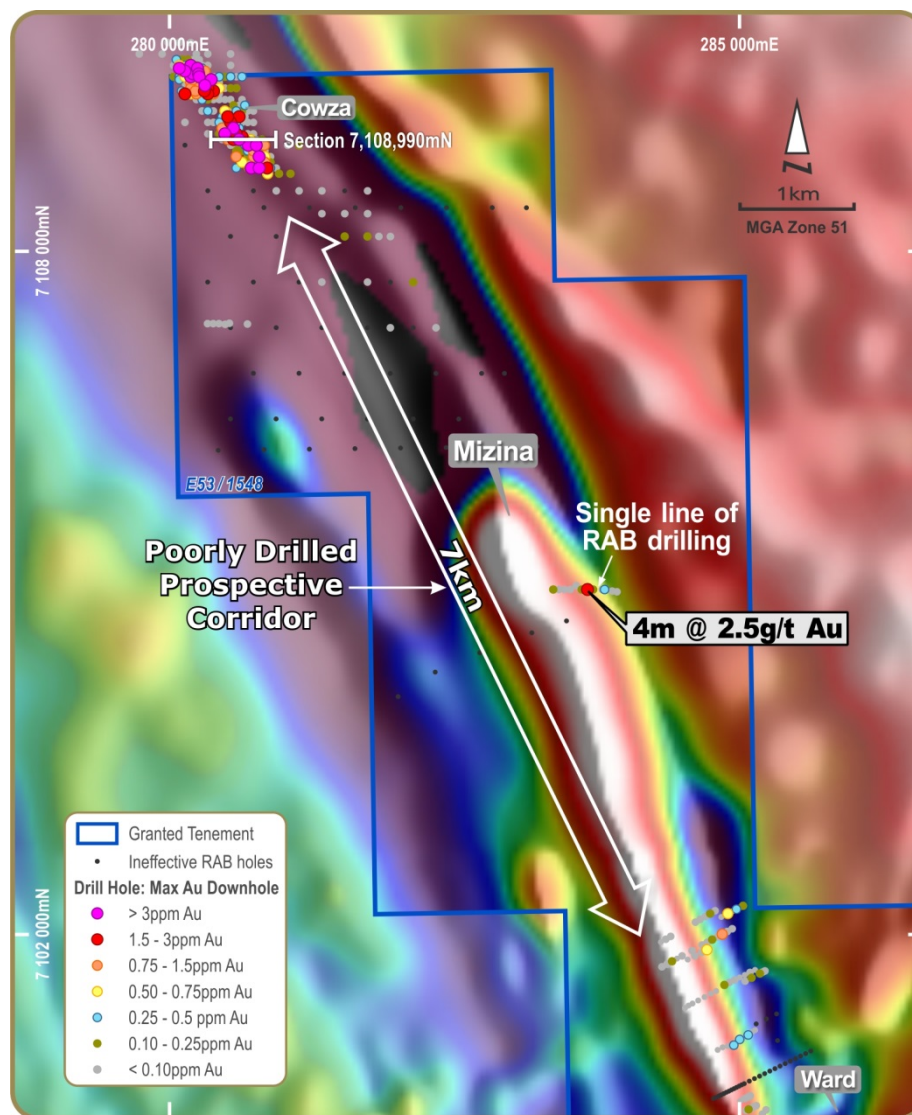 280 000mE
285 000mE
Cowza
Section 7,108,990mN
N
1km
MGA Zone 51
7 108 000mN
Mizina
E53/1548
Single line of
RAB drilling
Poorly Drilled
Prospective
Corridor
7km
4m @ 2.5g/t Au
Granted Tenement
Ineffective RAB holes
Drill Hole: Max Au Downhole
> 3ppm Au
1.5 - 3ppm Au
0.75 - 1.5ppm Au
0.50 - 0.75ppm Au
0.25 - 0.5 ppm Au
0.10 - 0.25ppm Au
< 0.10ppm Au
7 102 000mN
Ward